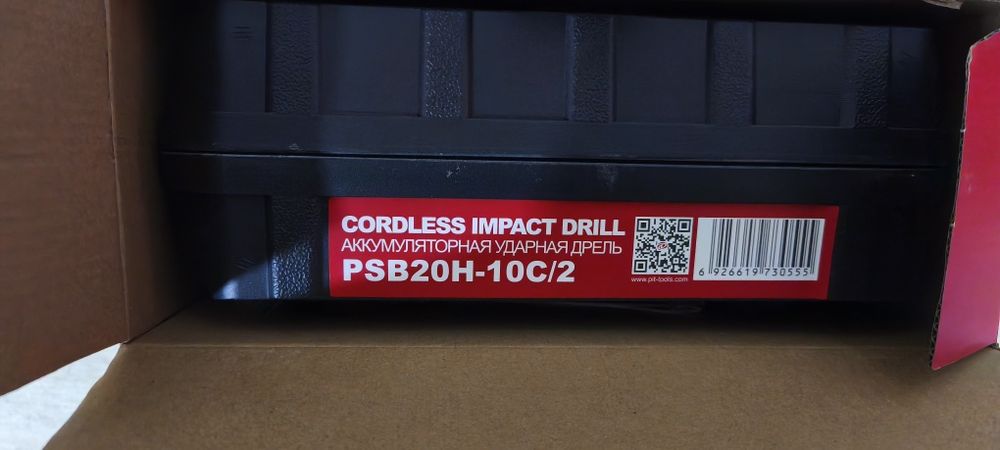 CORDLESS IMPACT DRILL
АККУМУЛЯТОРНАЯ УДАРНАЯ ДРЕЛЬ
PSB20H-10C/2
www.pit-tools.com
6 926619 730555